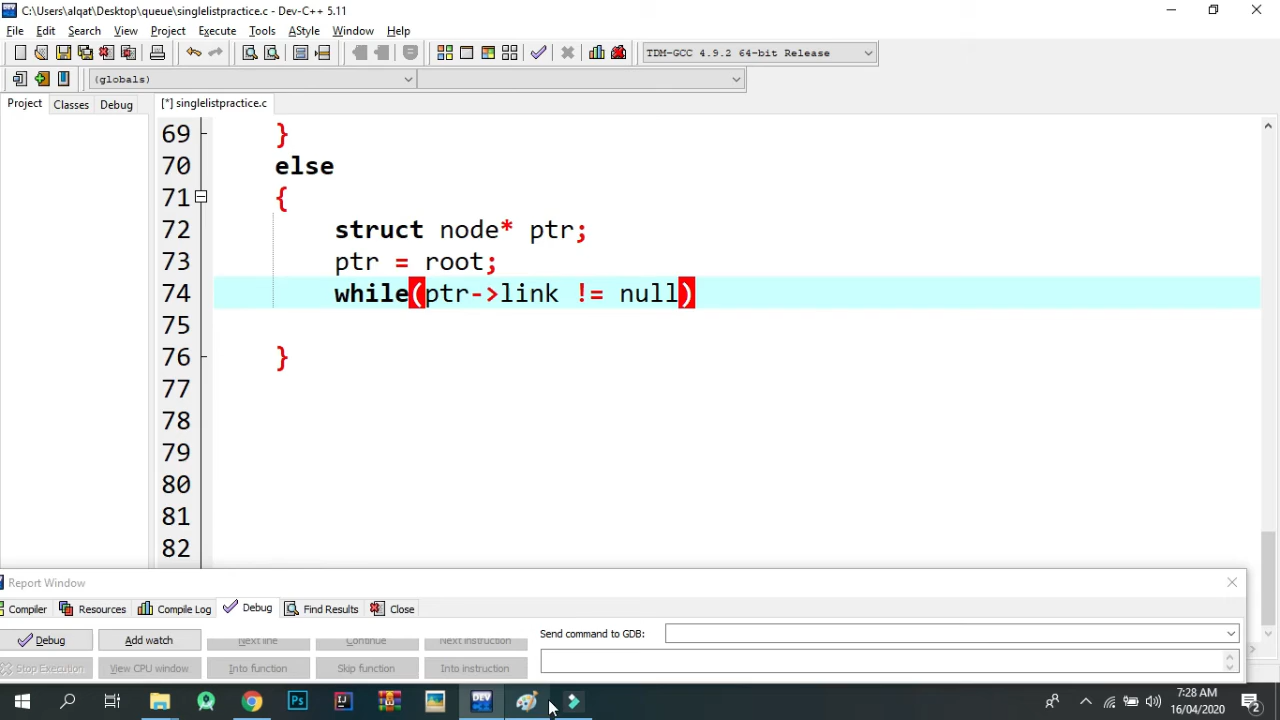 C:\Users\alqat\Desktop\queue\singlelistpractice.c - Dev-C++ 5.11
File Edit Search View Project Execute Tools AStyle Window Help
TDM-GCC 4.9.2 64-bit Release
(globals)
Project Classes Debug [*] singlelistpractice.c
69 }
70 else
71 {
72 struct node* ptr;
73 ptr = root;
74 while(ptr->link != null)
75
76 }
77
78
79
80
81
82
Report Window
Compiler Resources Compile Log Debug Find Results Close
Debug Add watch Next line Continue Next instruction Send command to GDB:
Stop Execution View CPU window Into function Skip function Into instruction
Ps DEV 7:28 AM
16/04/2020 2